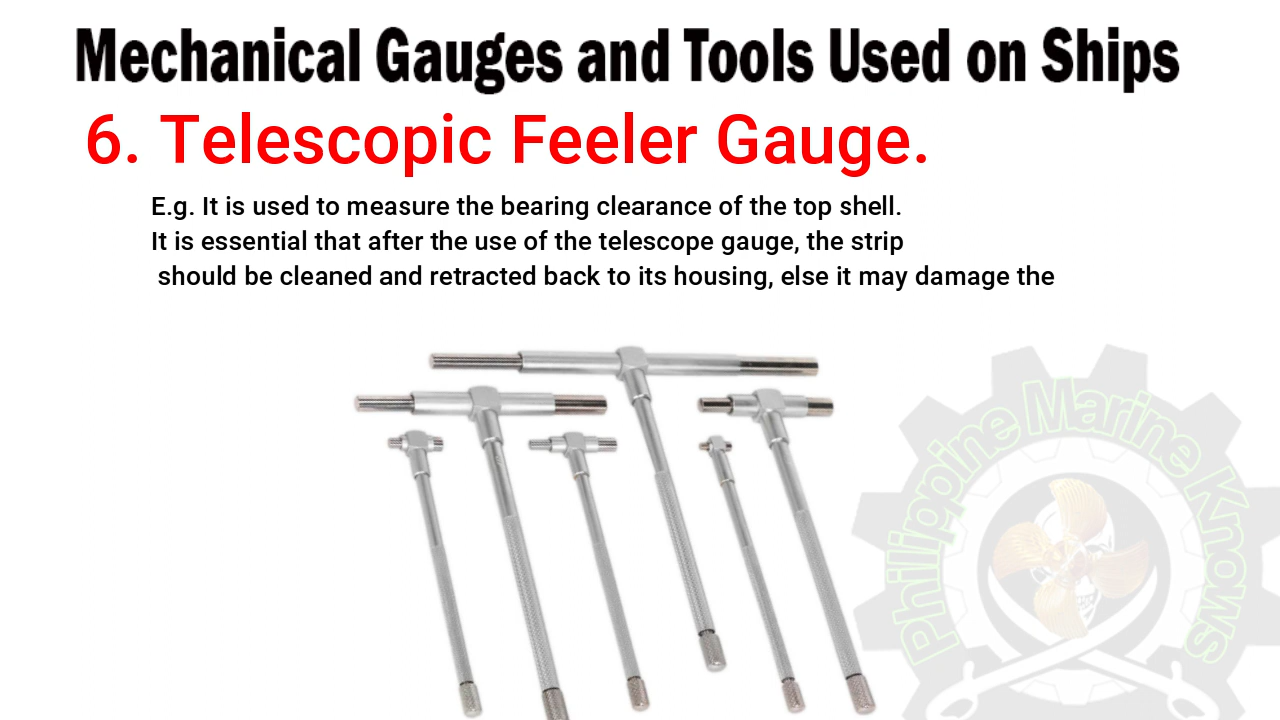 Mechanical Gauges and Tools Used on Ships
6. Telescopic Feeler Gauge.
E.g. It is used to measure the bearing clearance of the top shell.
It is essential that after the use of the telescope gauge, the strip
should be cleaned and retracted back to its housing, else it may damage the
Philippine Marine Knows